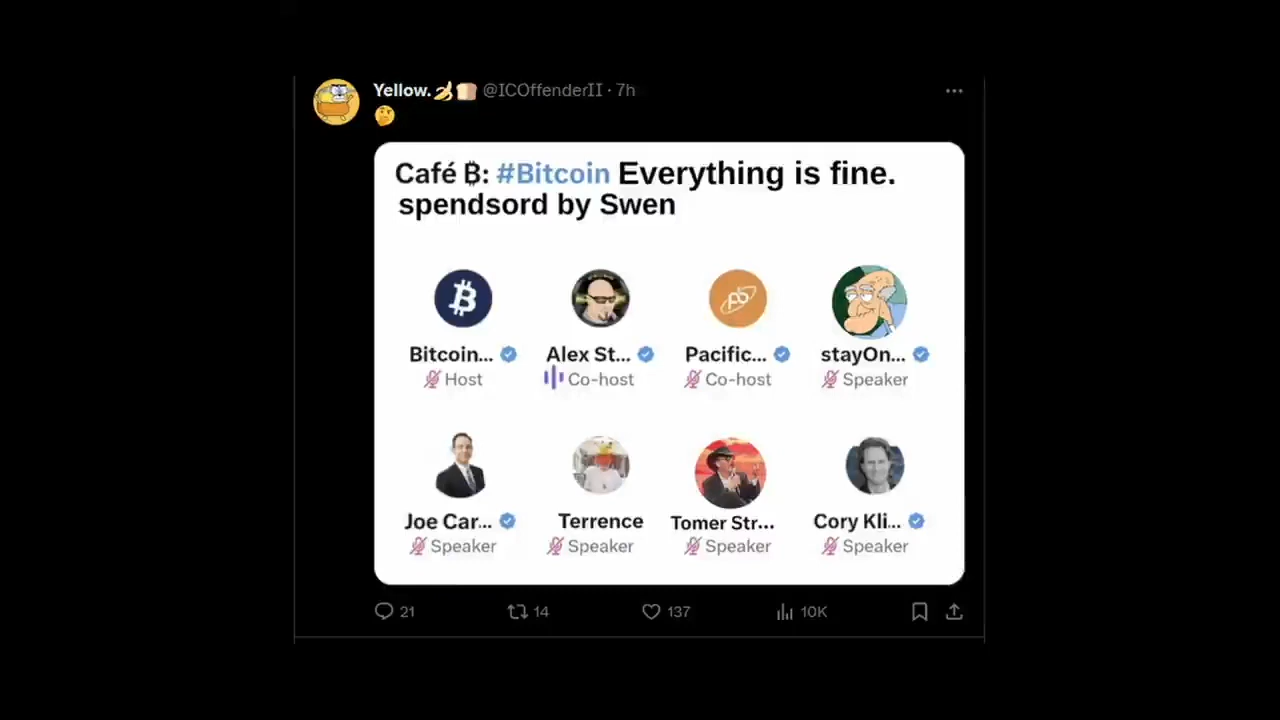 Yellow.🍌🍞 @ICOffenderII · 7h
🤔
Café ₿: #Bitcoin Everything is fine.
spendsord by Swen
Bitcoin... Alex St... Pacific... stayOn...
Host Co-host Co-host Speaker
Joe Car... Terrence Tomer Str... Cory Kli...
Speaker Speaker Speaker Speaker
21 14 137 10K